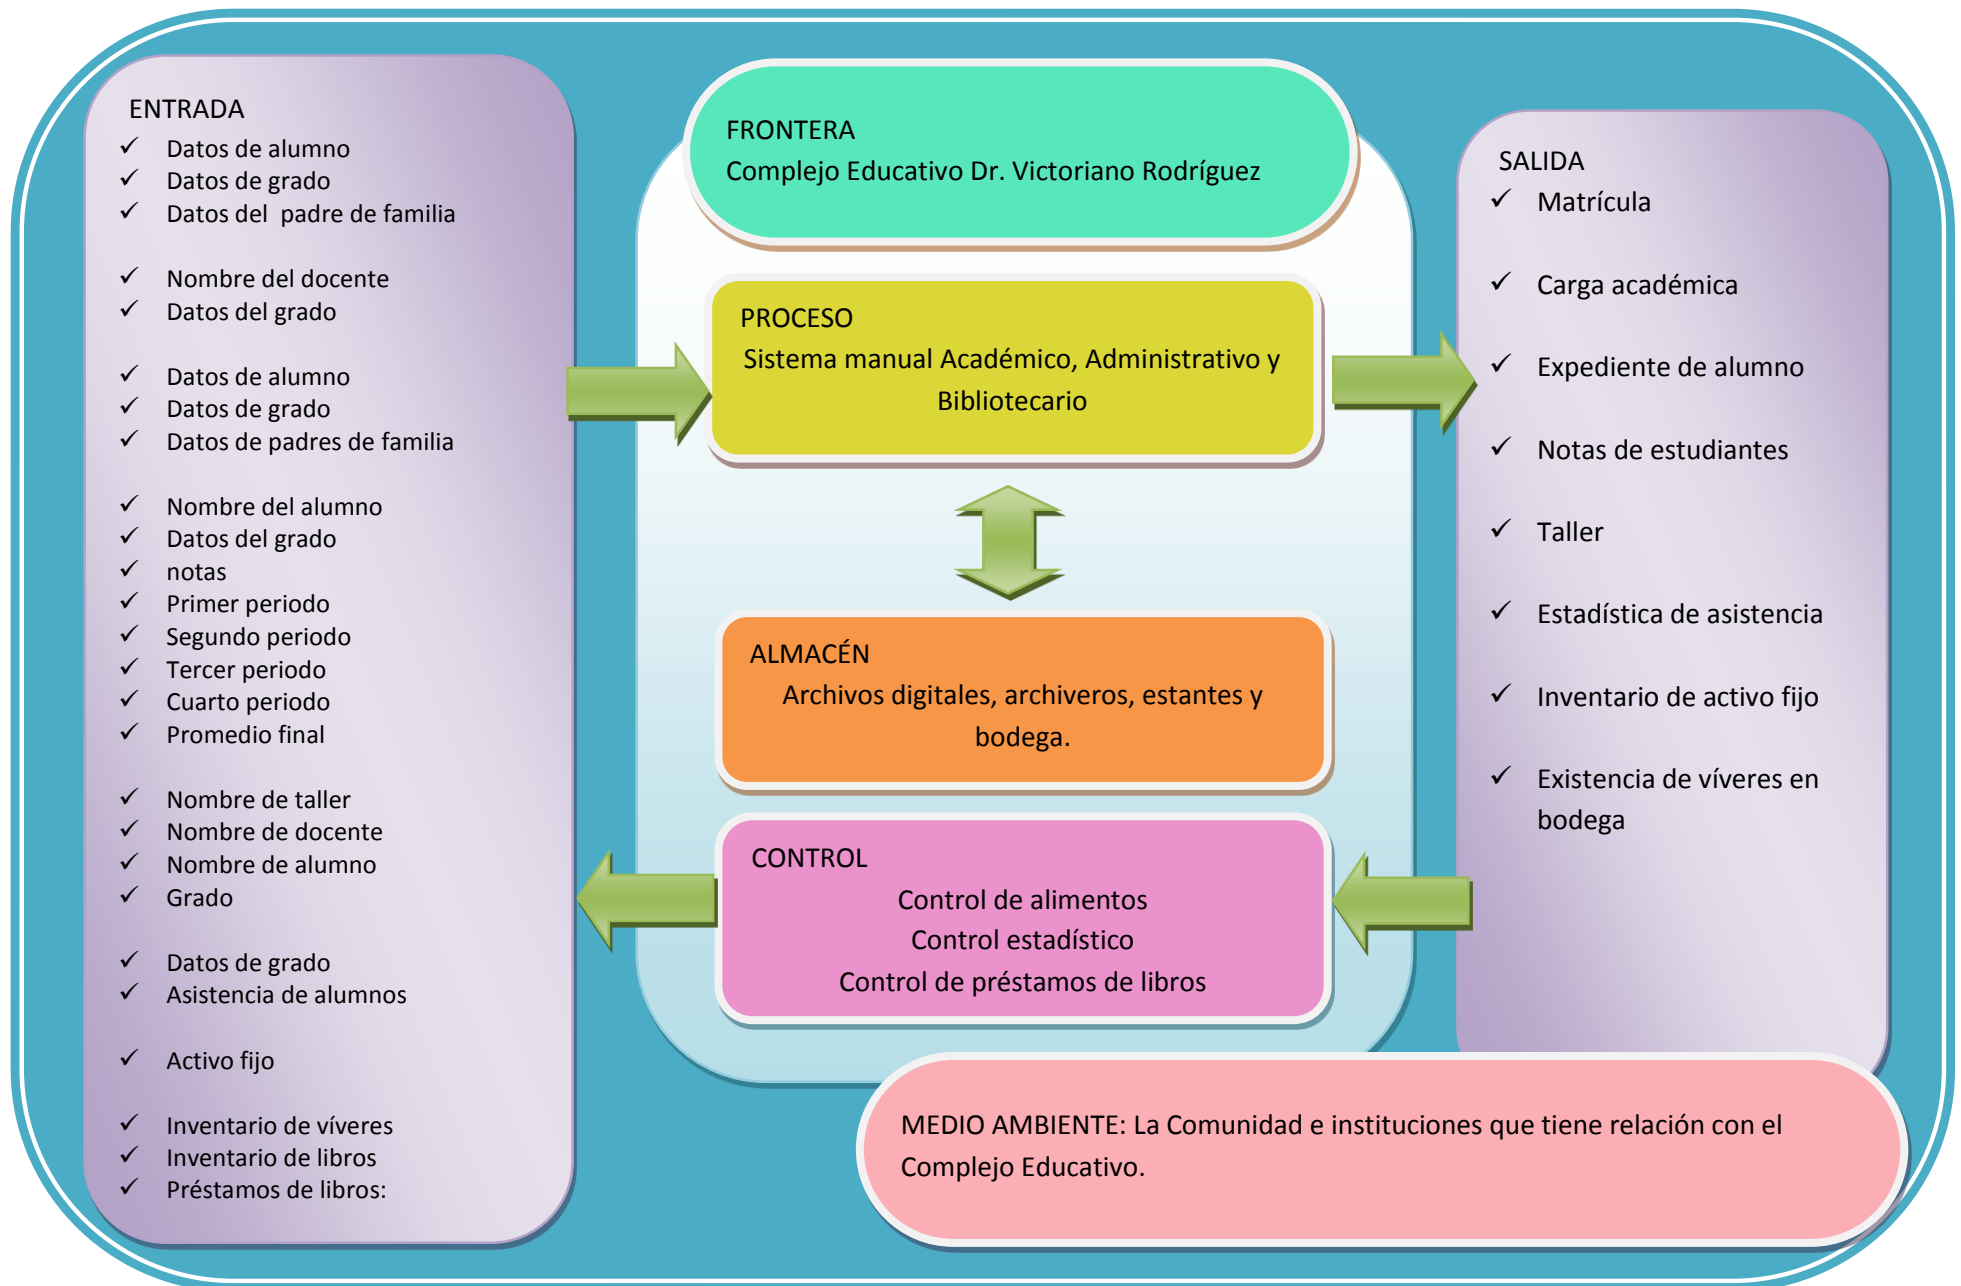 ENTRADA
✓ Datos de alumno
✓ Datos de grado
✓ Datos del  padre de familia
✓ Nombre del docente
✓ Datos del grado
✓ Datos de alumno
✓ Datos de grado
✓ Datos de padres de familia
✓ Nombre del alumno
✓ Datos del grado
✓ notas
✓ Primer periodo
✓ Segundo periodo
✓ Tercer periodo
✓ Cuarto periodo
✓ Promedio final
✓ Nombre de taller
✓ Nombre de docente
✓ Nombre de alumno
✓ Grado
✓ Datos de grado
✓ Asistencia de alumnos
✓ Activo fijo
✓ Inventario de víveres
✓ Inventario de libros
✓ Préstamos de libros:
FRONTERA
Complejo Educativo Dr. Victoriano Rodríguez
PROCESO
Sistema manual Académico, Administrativo y
Bibliotecario
ALMACÉN
Archivos digitales, archiveros, estantes y
bodega.
CONTROL
Control de alimentos
Control estadístico
Control de préstamos de libros
SALIDA
✓ Matrícula
✓ Carga académica
✓ Expediente de alumno
✓ Notas de estudiantes
✓ Taller
✓ Estadística de asistencia
✓ Inventario de activo fijo
✓ Existencia de víveres en
bodega
MEDIO AMBIENTE: La Comunidad e instituciones que tiene relación con el
Complejo Educativo.